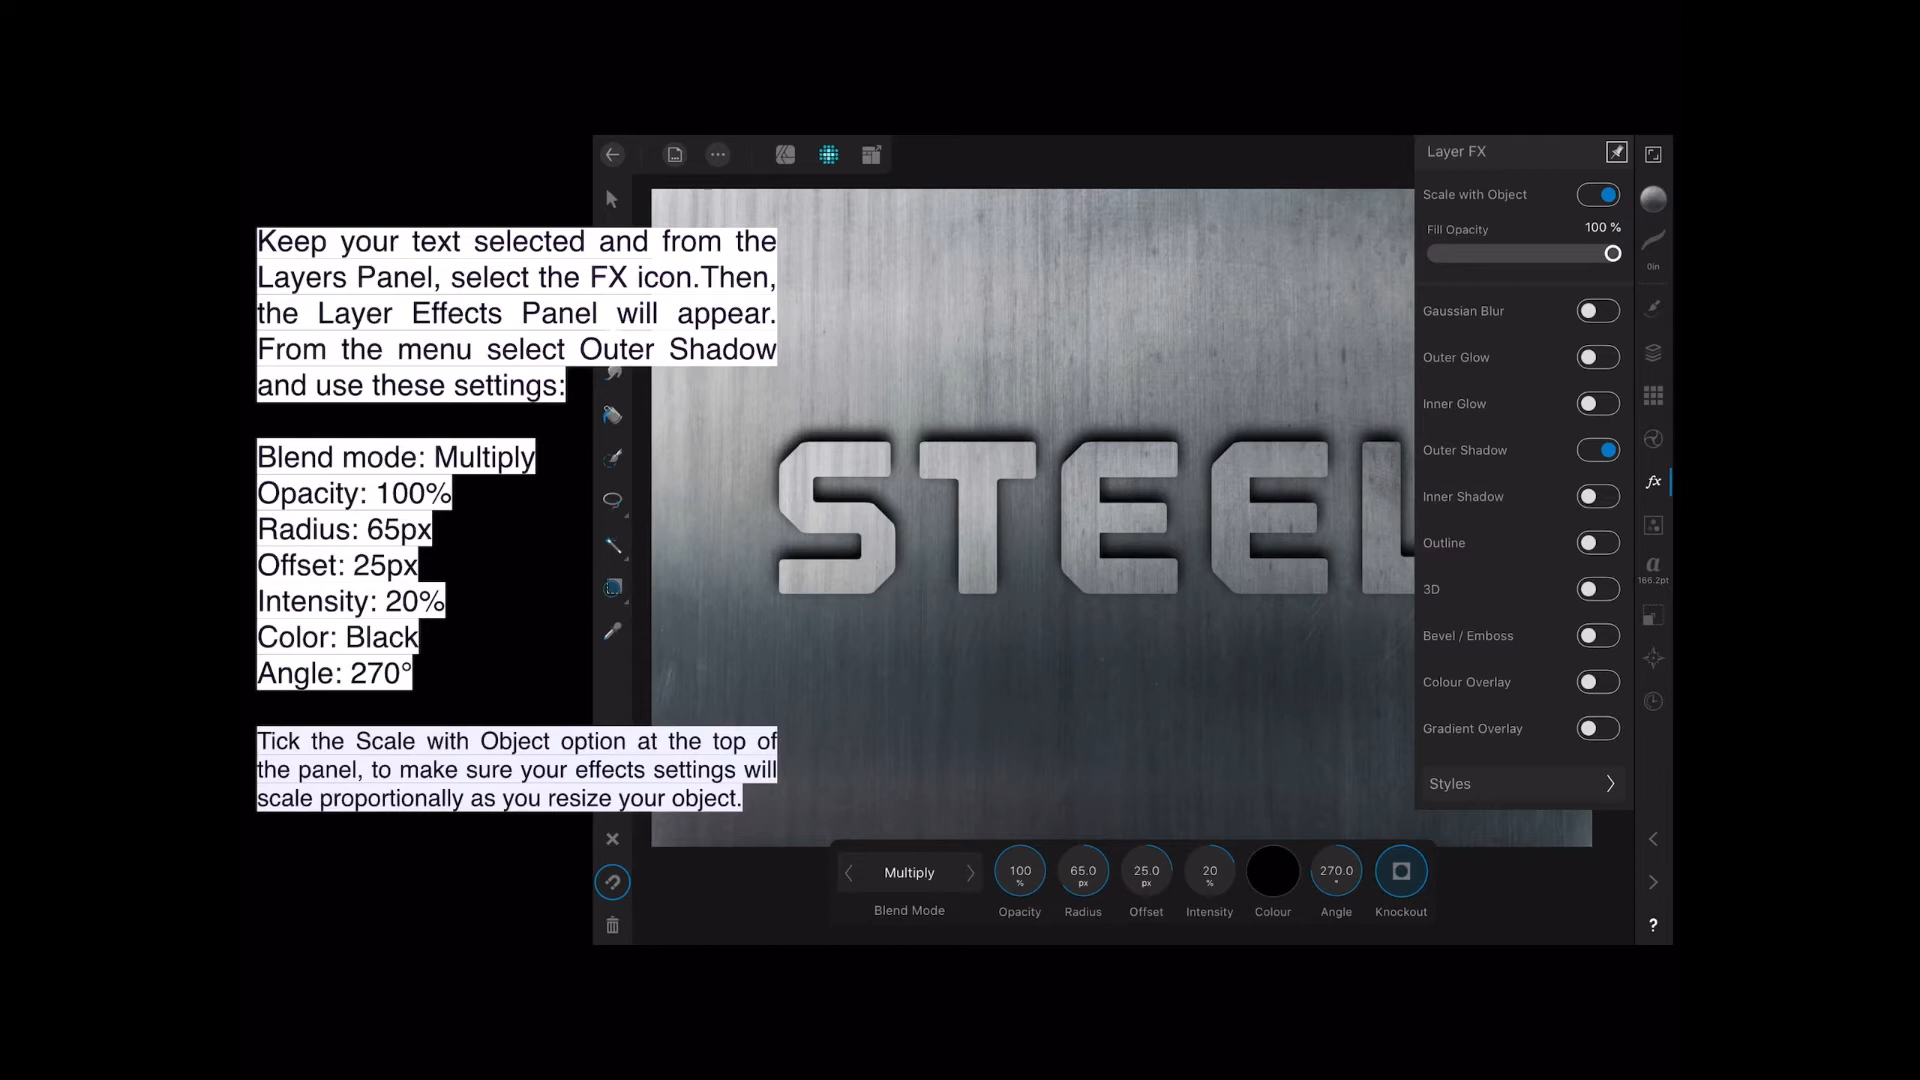 Keep your text selected and from the
Layers Panel, select the FX icon.Then,
the Layer Effects Panel will appear.
From the menu select Outer Shadow
and use these settings:
Blend mode: Multiply
Opacity: 100%
Radius: 65px
Offset: 25px
Intensity: 20%
Color: Black
Angle: 270°
Tick the Scale with Object option at the top of
the panel, to make sure your effects settings will
scale proportionally as you resize your object.
STEEL
Layer FX
Scale with Object
Fill Opacity 100 %
Gaussian Blur
Outer Glow
Inner Glow
Outer Shadow
Inner Shadow
Outline
3D
Bevel / Emboss
Colour Overlay
Gradient Overlay
Styles
0in
fx
a
166.2pt
?
Multiply
Blend Mode
100 %
Opacity
65.0 px
Radius
25.0 px
Offset
20 %
Intensity
Colour
270.0 °
Angle
Knockout